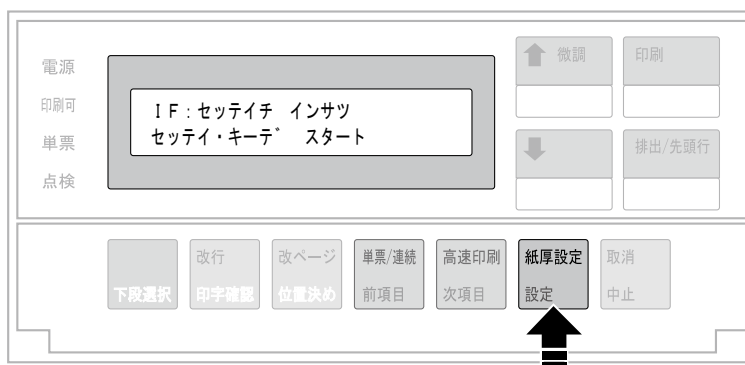 電源
印刷可
単票
点検
IF:セッテイチ インサツ
セッテイ・キーデ゛ スタート
微調
印刷
排出/先頭行
下段選択
改行
印字確認
改ページ
位置決め
単票/連続
前項目
高速印刷
次項目
紙厚設定
設定
取消
中止